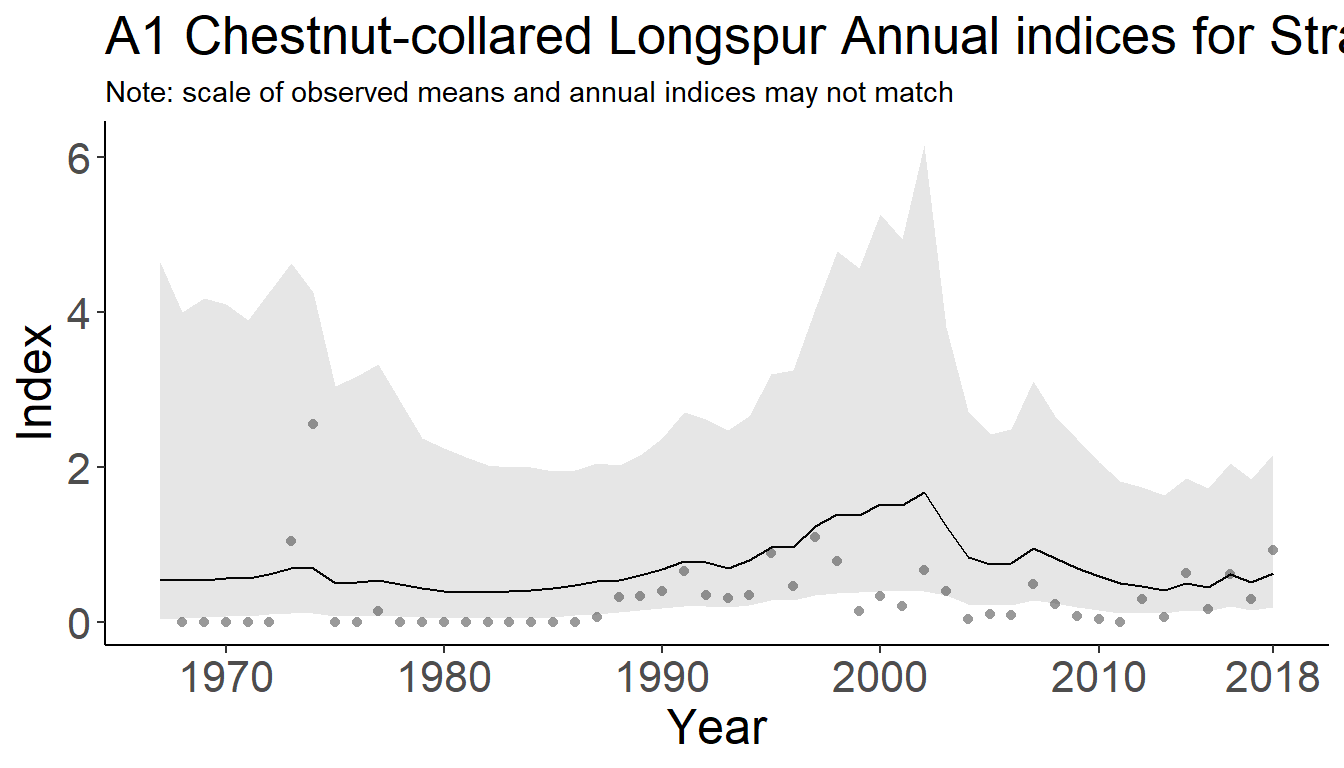 A1 Chestnut-collared Longspur Annual indices for Stra
Note: scale of observed means and annual indices may not match
6
4
2
0
Index
1970 1980 1990 2000 2010 2018
Year